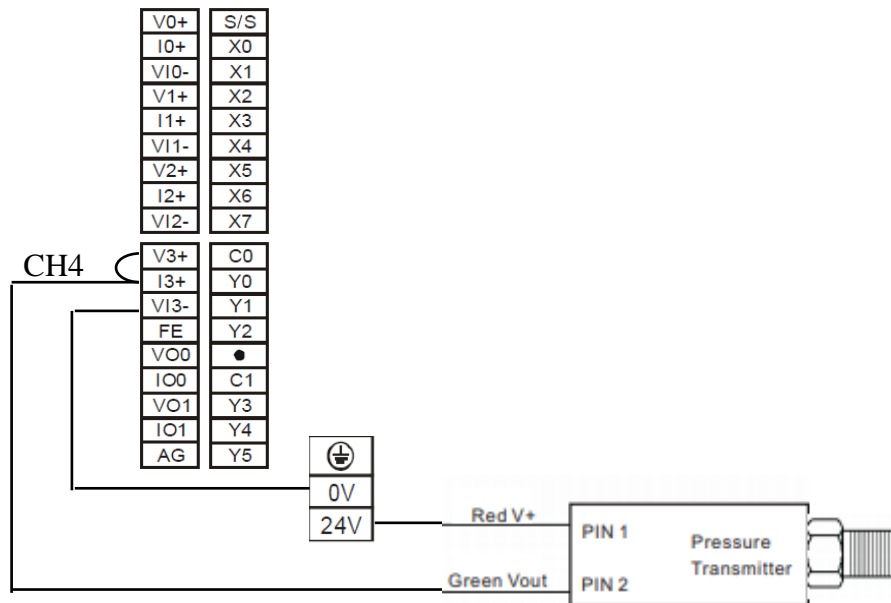 V0+ S/S
I0+ X0
VI0- X1
V1+ X2
I1+ X3
VI1- X4
V2+ X5
I2+ X6
VI2- X7
V3+ C0
CH4
I3+ Y0
VI3- Y1
FE Y2
VO0 ●
IO0 C1
VO1 Y3
IO1 Y4
AG Y5
0V
24V
Red V+
PIN 1
Pressure
Transmitter
Green Vout
PIN 2